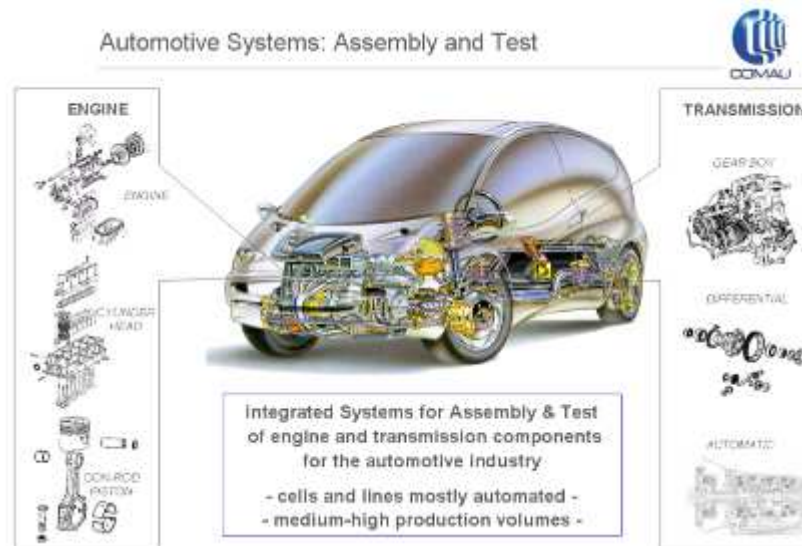 Automotive Systems: Assembly and Test
COMAU
ENGINE
ENGINE
CYLINDER
HEAD
CON-ROD
PISTON
TRANSMISSION
GEAR BOX
DIFFERENTIAL
AUTOMATIC
Integrated Systems for Assembly & Test
of engine and transmission components
for the automotive industry
- cells and lines mostly automated -
- medium-high production volumes -